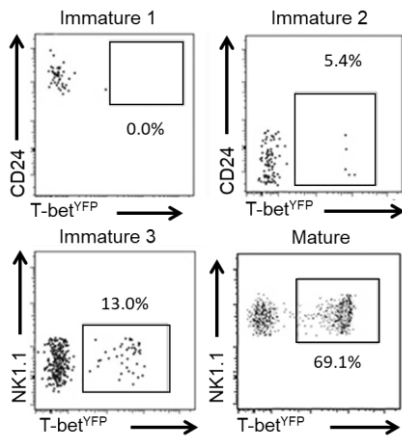 Immature 1
CD24
0.0%
T-bet^YFP
Immature 2
CD24
5.4%
T-bet^YFP
Immature 3
NK1.1
13.0%
T-bet^YFP
Mature
NK1.1
69.1%
T-bet^YFP